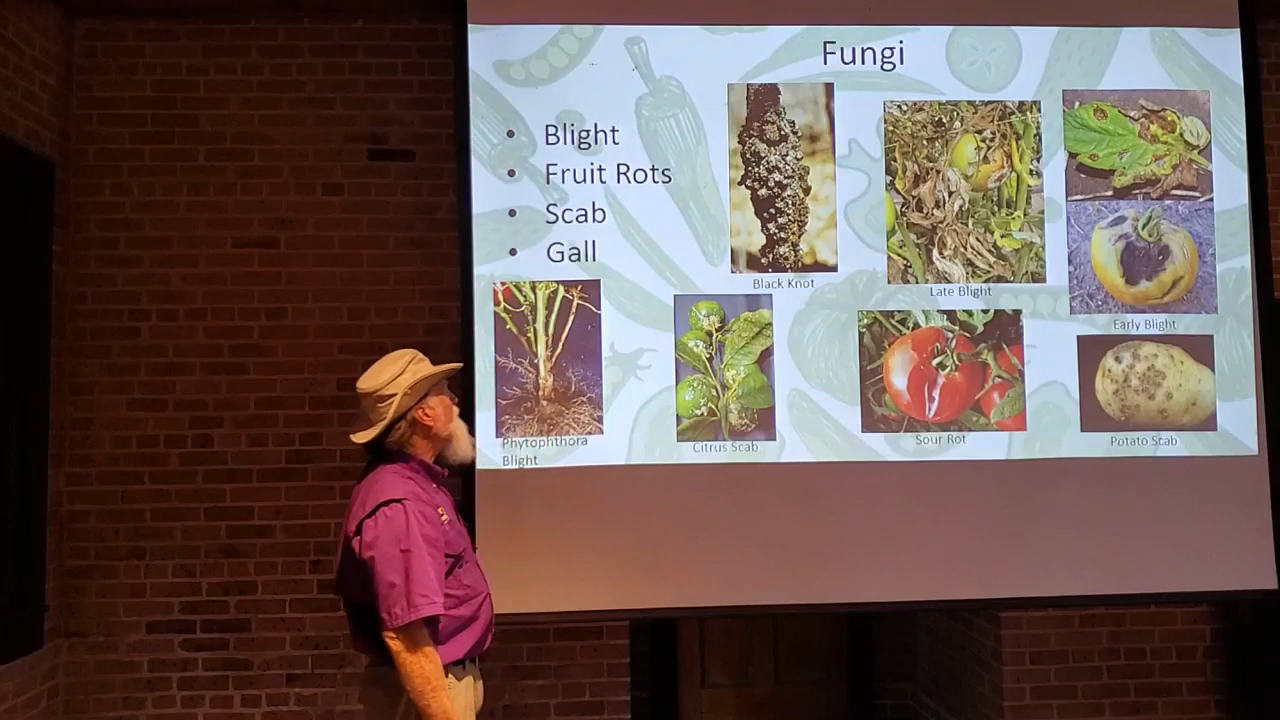 Fungi
• Blight
• Fruit Rots
• Scab
• Gall
Black Knot
Late Blight
Early Blight
Phytophthora
Blight
Citrus Scab
Sour Rot
Potato Scab